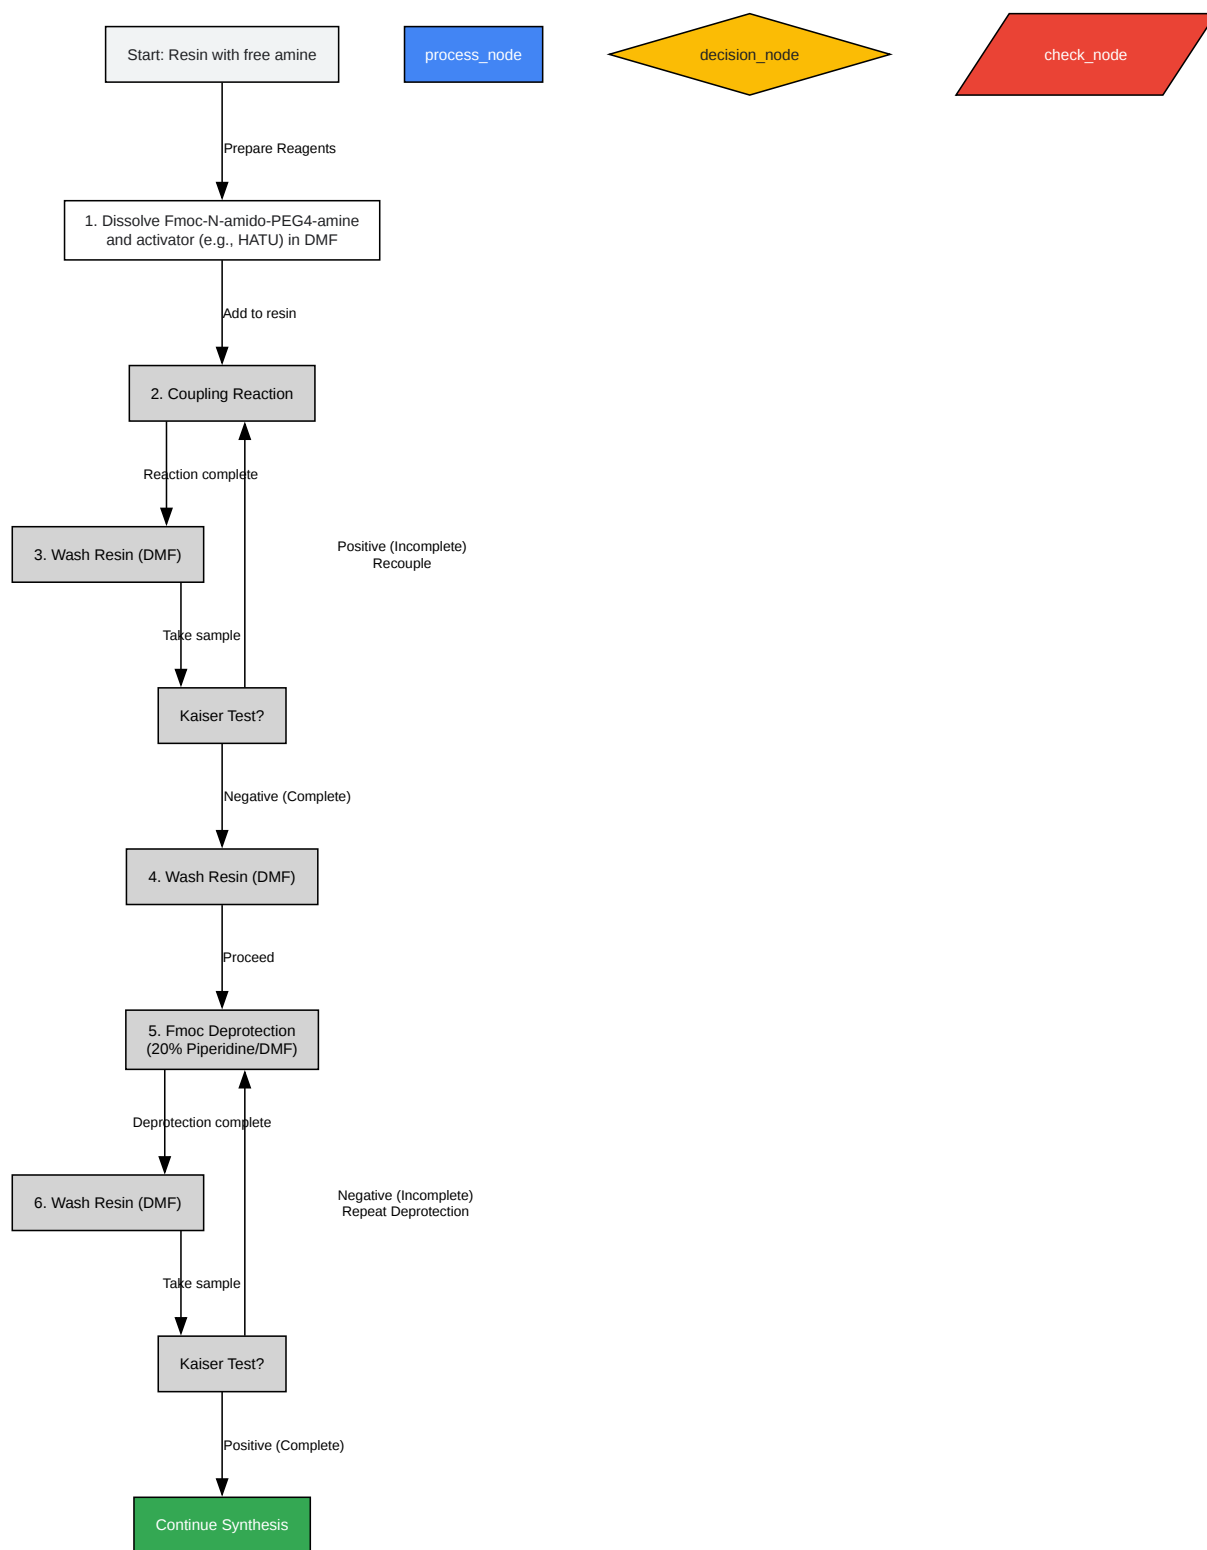 Start: Resin with free amine
process_node
decision_node
check_node
Prepare Reagents
1. Dissolve Fmoc-N-amido-PEG4-amine
and activator (e.g., HATU) in DMF
Add to resin
2. Coupling Reaction
Reaction complete
3. Wash Resin (DMF)
Positive (Incomplete)
Recouple
Take sample
Kaiser Test?
Negative (Complete)
4. Wash Resin (DMF)
Proceed
5. Fmoc Deprotection
(20% Piperidine/DMF)
Deprotection complete
6. Wash Resin (DMF)
Negative (Incomplete)
Repeat Deprotection
Take sample
Kaiser Test?
Positive (Complete)
Continue Synthesis